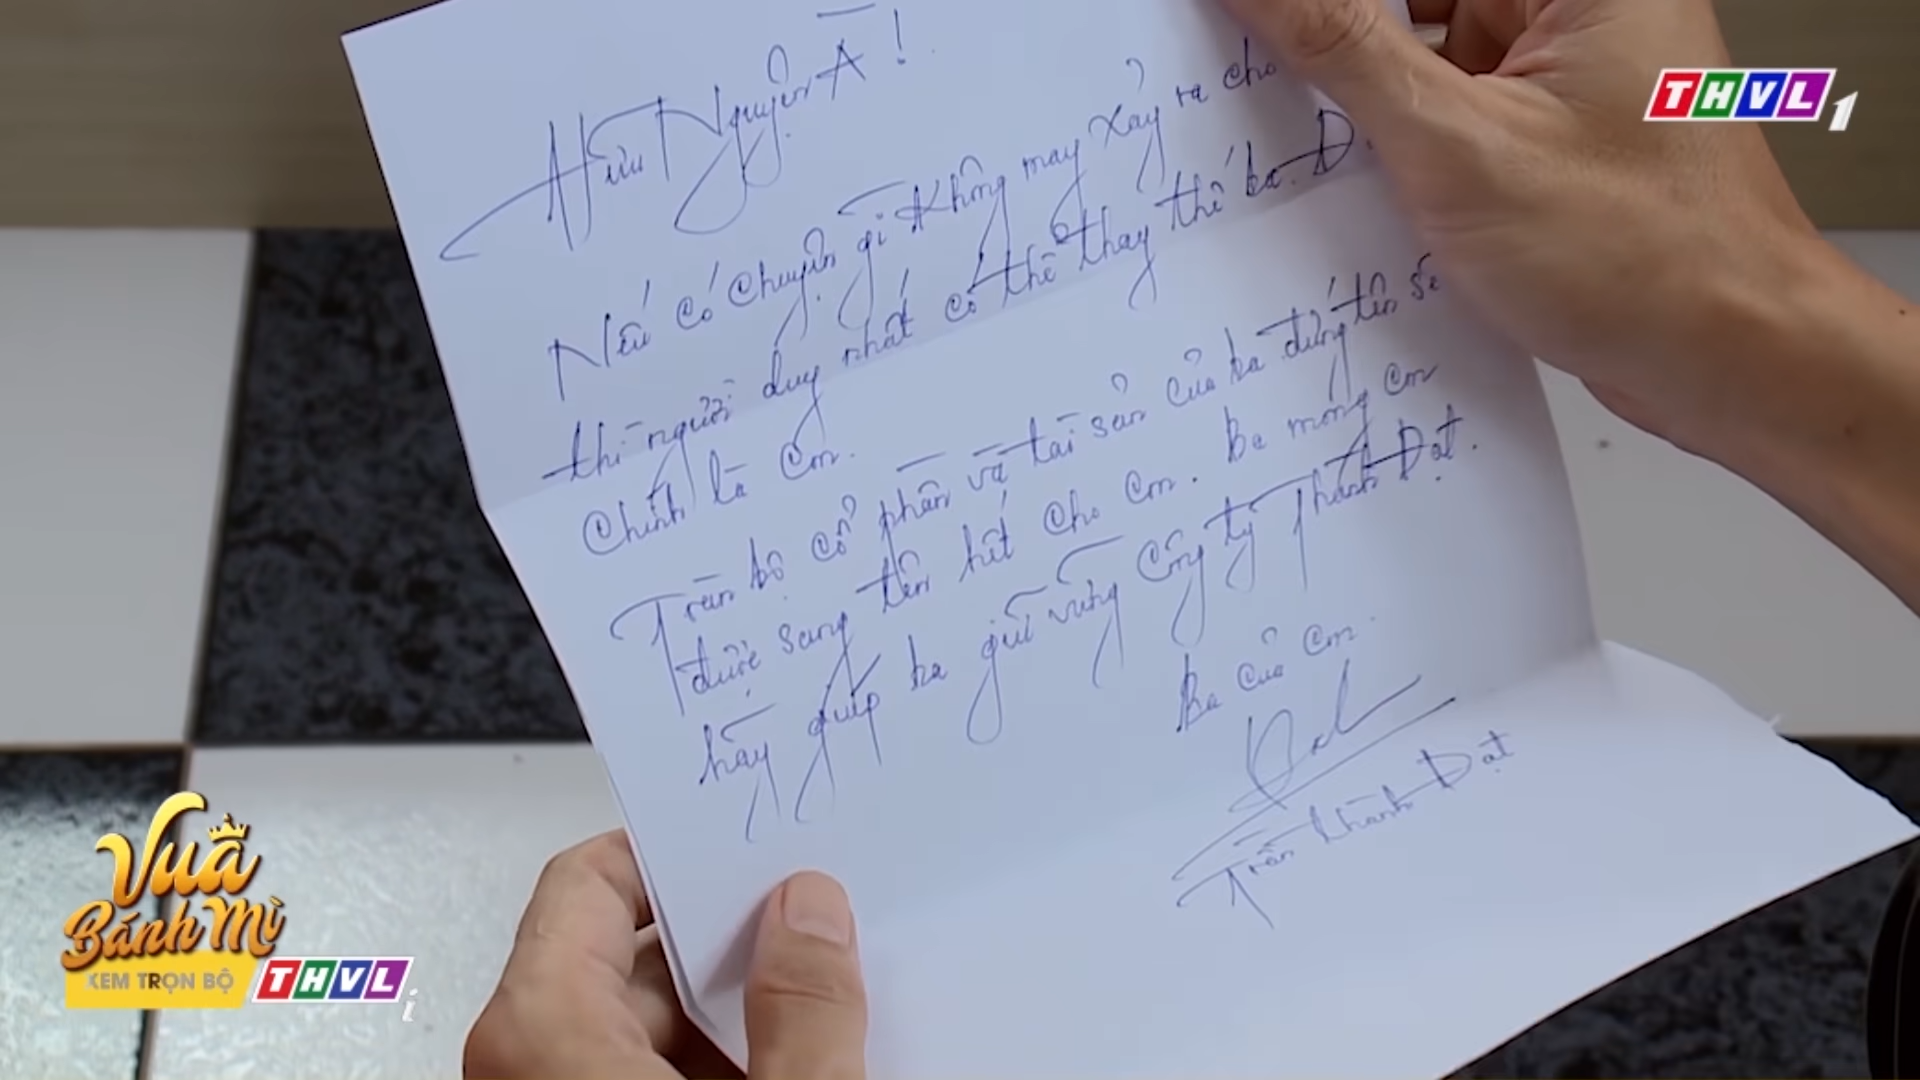 Hữu Nguyện À!
Nếu có chuyện gì không may xảy ra cho
thì người duy nhất có thể thay thế ba. Đ
chính là con.
Toàn bộ cổ phần và tài sản của ba đứng tên sẽ
được sang tên hết cho con. Ba mong con
hãy giúp ba giữ vững công ty Thành Đạt.
Ba của con.
Trần Thành Đạt
THVL1
Vua
Bánh Mì
XEM TRỌN BỘ
THVLi